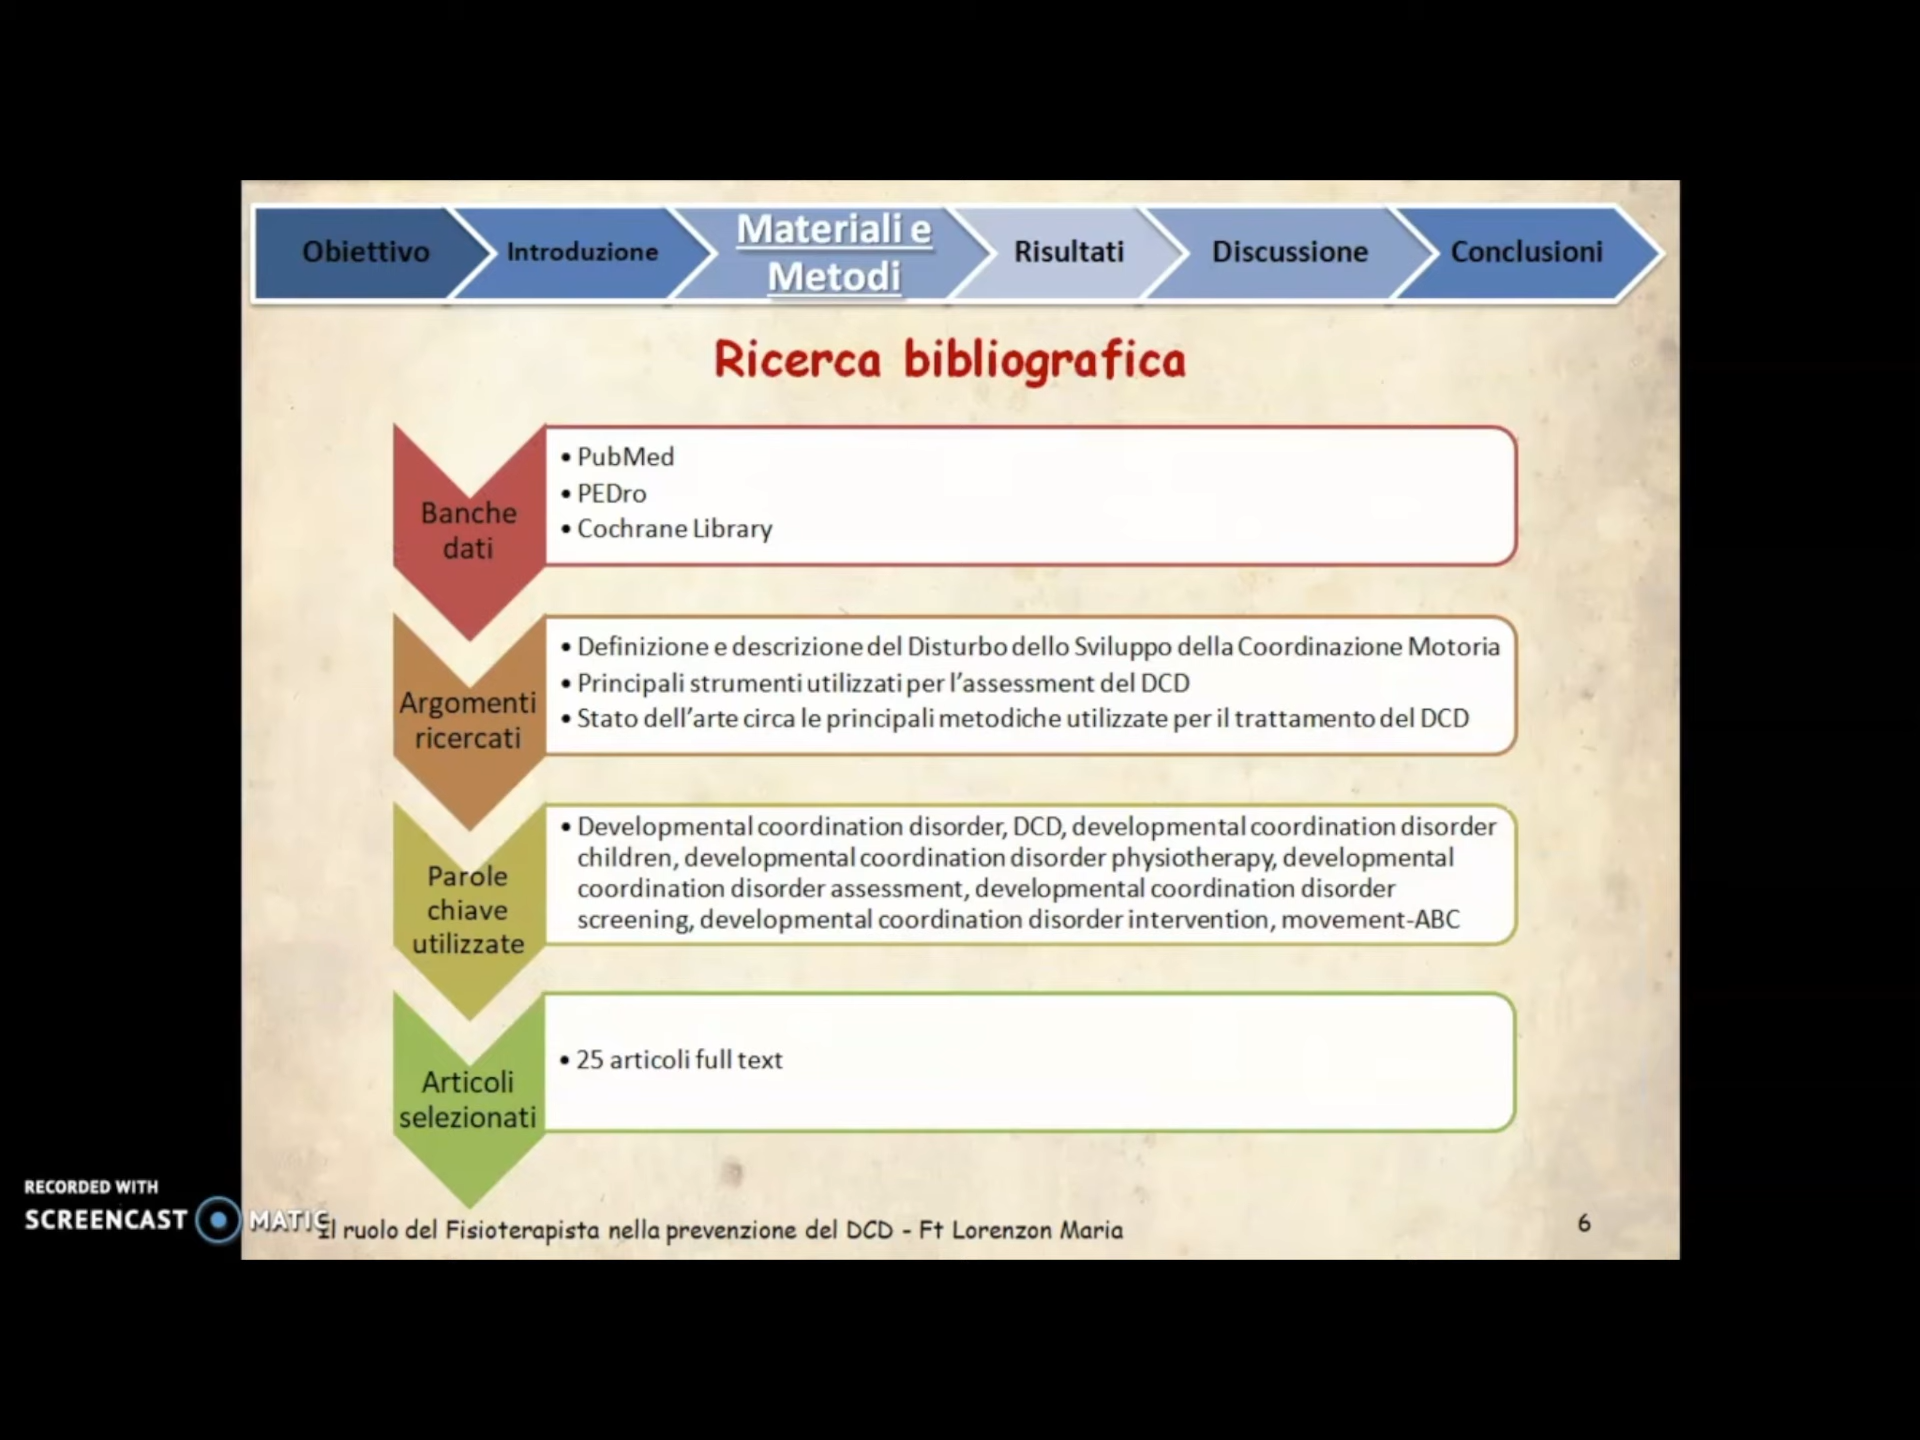 Obiettivo
Introduzione
Materiali e
Metodi
Risultati
Discussione
Conclusioni
Ricerca bibliografica
Banche
dati
• PubMed
• PEDro
• Cochrane Library
Argomenti
ricercati
• Definizione e descrizione del Disturbo dello Sviluppo della Coordinazione Motoria
• Principali strumenti utilizzati per l'assessment del DCD
• Stato dell'arte circa le principali metodiche utilizzate per il trattamento del DCD
Parole
chiave
utilizzate
• Developmental coordination disorder, DCD, developmental coordination disorder
children, developmental coordination disorder physiotherapy, developmental
coordination disorder assessment, developmental coordination disorder
screening, developmental coordination disorder intervention, movement-ABC
Articoli
selezionati
• 25 articoli full text
RECORDED WITH
SCREENCAST MATIC
Il ruolo del Fisioterapista nella prevenzione del DCD - Ft Lorenzon Maria
6